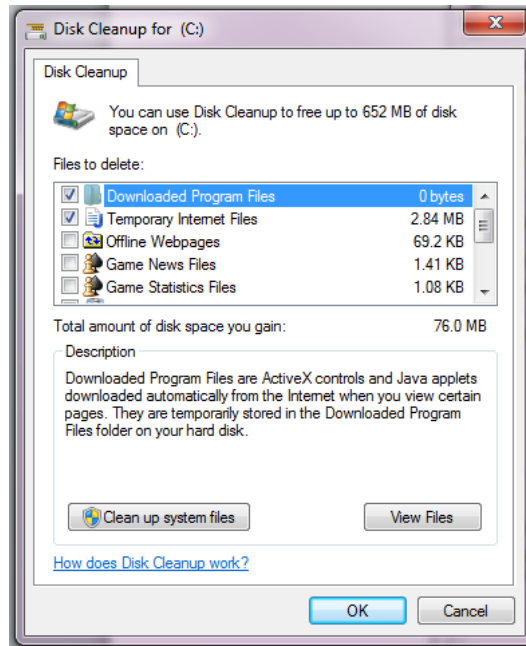 Disk Cleanup for (C:)
Disk Cleanup
You can use Disk Cleanup to free up to 652 MB of disk
space on (C:).
Files to delete:
Downloaded Program Files 0 bytes
Temporary Internet Files 2.84 MB
Offline Webpages 69.2 KB
Game News Files 1.41 KB
Game Statistics Files 1.08 KB
Total amount of disk space you gain: 76.0 MB
Description
Downloaded Program Files are ActiveX controls and Java applets
downloaded automatically from the Internet when you view certain
pages. They are temporarily stored in the Downloaded Program
Files folder on your hard disk.
Clean up system files View Files
How does Disk Cleanup work?
OK Cancel